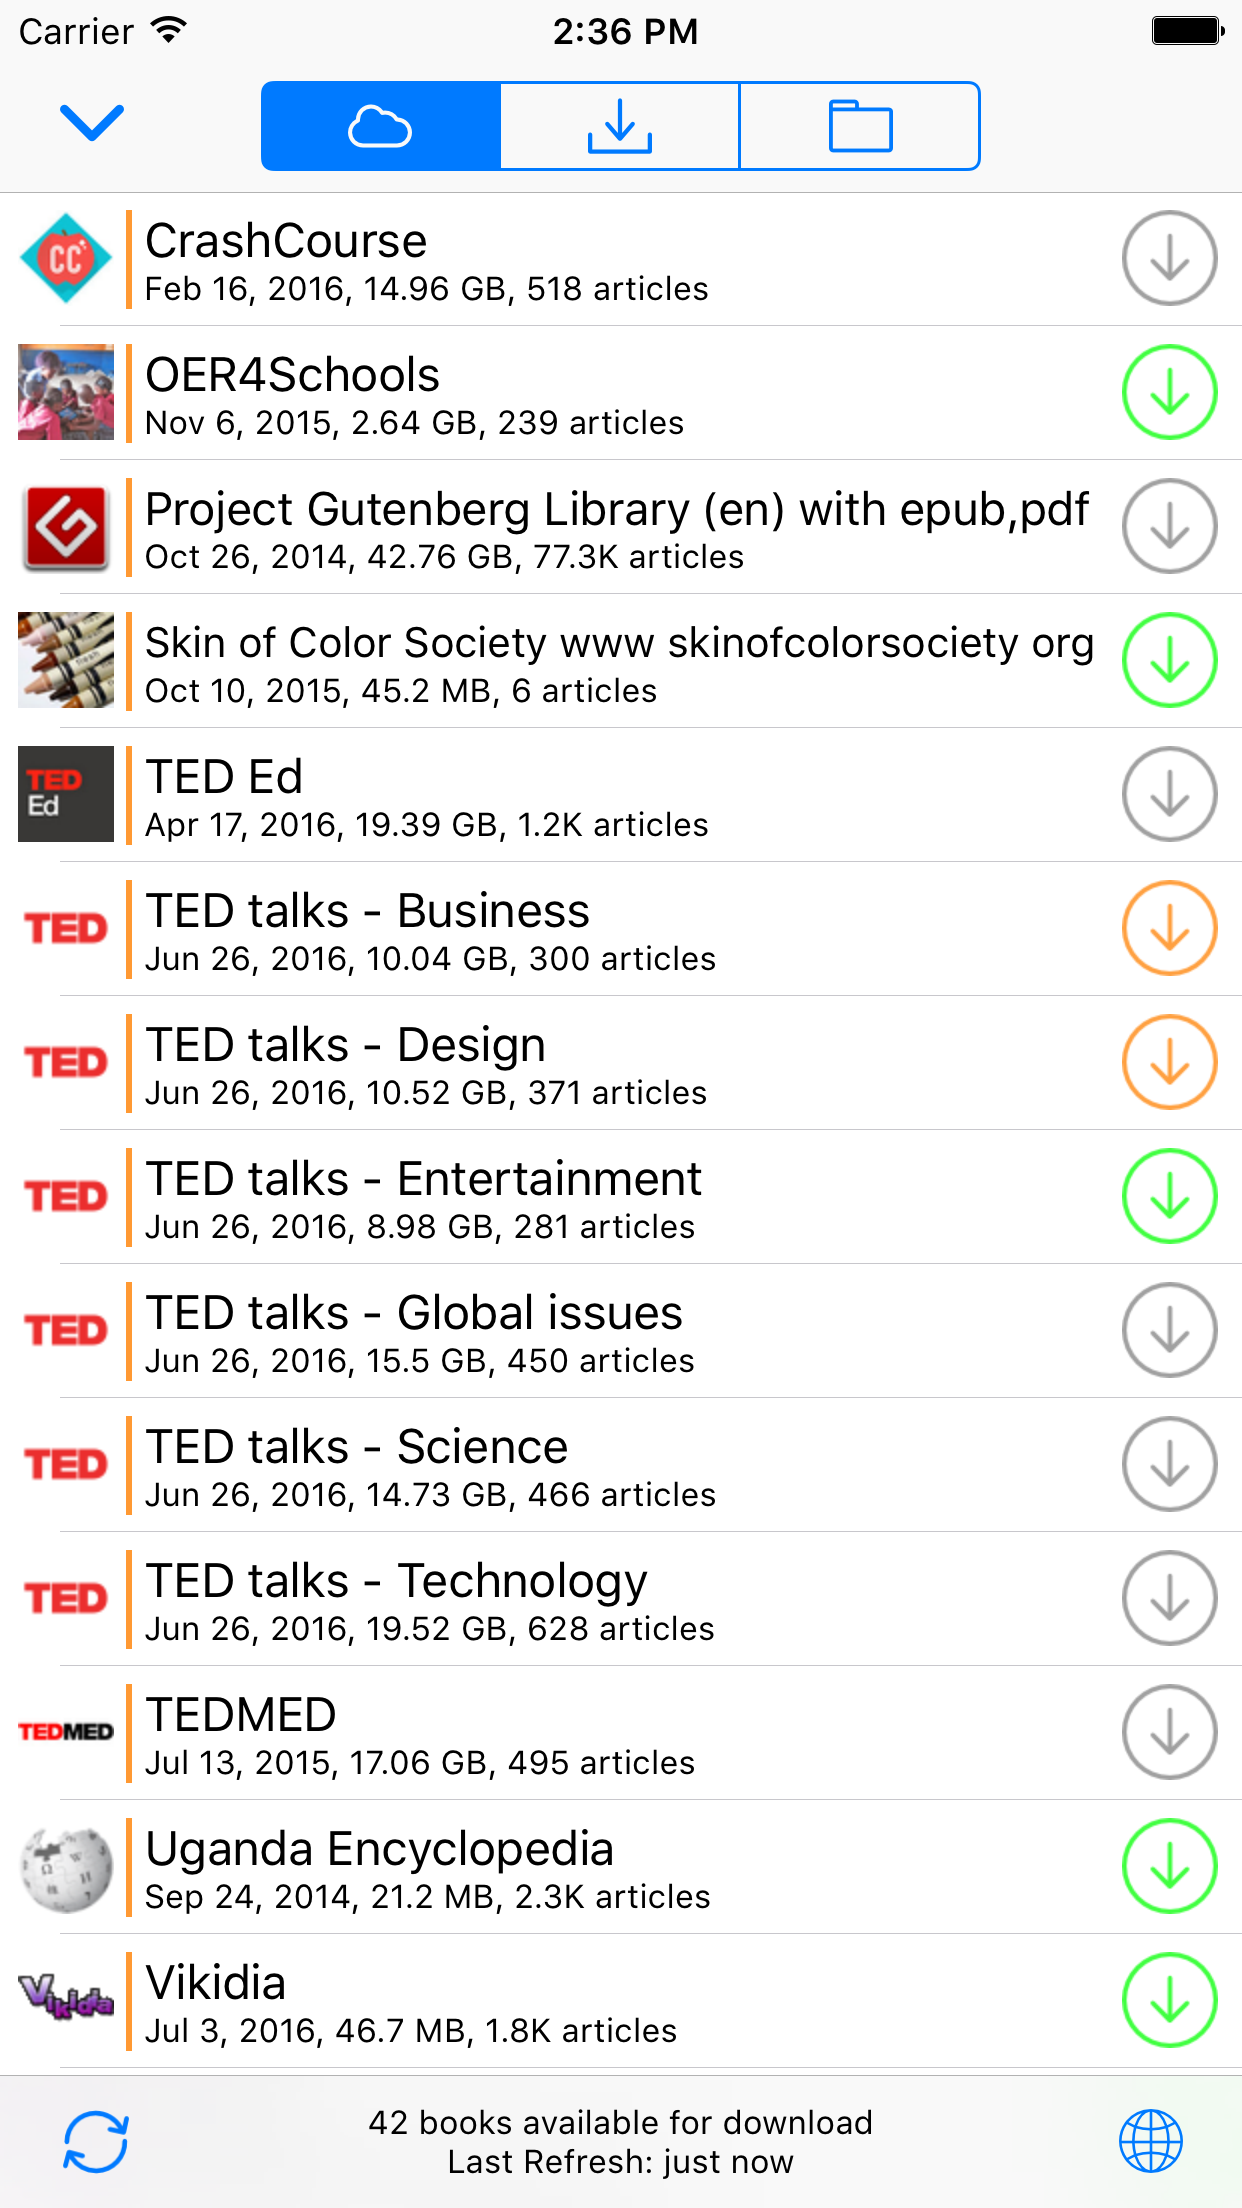 Carrier 2:36 PM
CC
CrashCourse
Feb 16, 2016, 14.96 GB, 518 articles
OER4Schools
Nov 6, 2015, 2.64 GB, 239 articles
Project Gutenberg Library (en) with epub,pdf
Oct 26, 2014, 42.76 GB, 77.3K articles
Skin of Color Society www skinofcolorsociety org
Oct 10, 2015, 45.2 MB, 6 articles
TED
Ed
TED Ed
Apr 17, 2016, 19.39 GB, 1.2K articles
TED
TED talks - Business
Jun 26, 2016, 10.04 GB, 300 articles
TED
TED talks - Design
Jun 26, 2016, 10.52 GB, 371 articles
TED
TED talks - Entertainment
Jun 26, 2016, 8.98 GB, 281 articles
TED
TED talks - Global issues
Jun 26, 2016, 15.5 GB, 450 articles
TED
TED talks - Science
Jun 26, 2016, 14.73 GB, 466 articles
TED
TED talks - Technology
Jun 26, 2016, 19.52 GB, 628 articles
TEDMED
TEDMED
Jul 13, 2015, 17.06 GB, 495 articles
Uganda Encyclopedia
Sep 24, 2014, 21.2 MB, 2.3K articles
Vikidia
Vikidia
Jul 3, 2016, 46.7 MB, 1.8K articles
42 books available for download
Last Refresh: just now